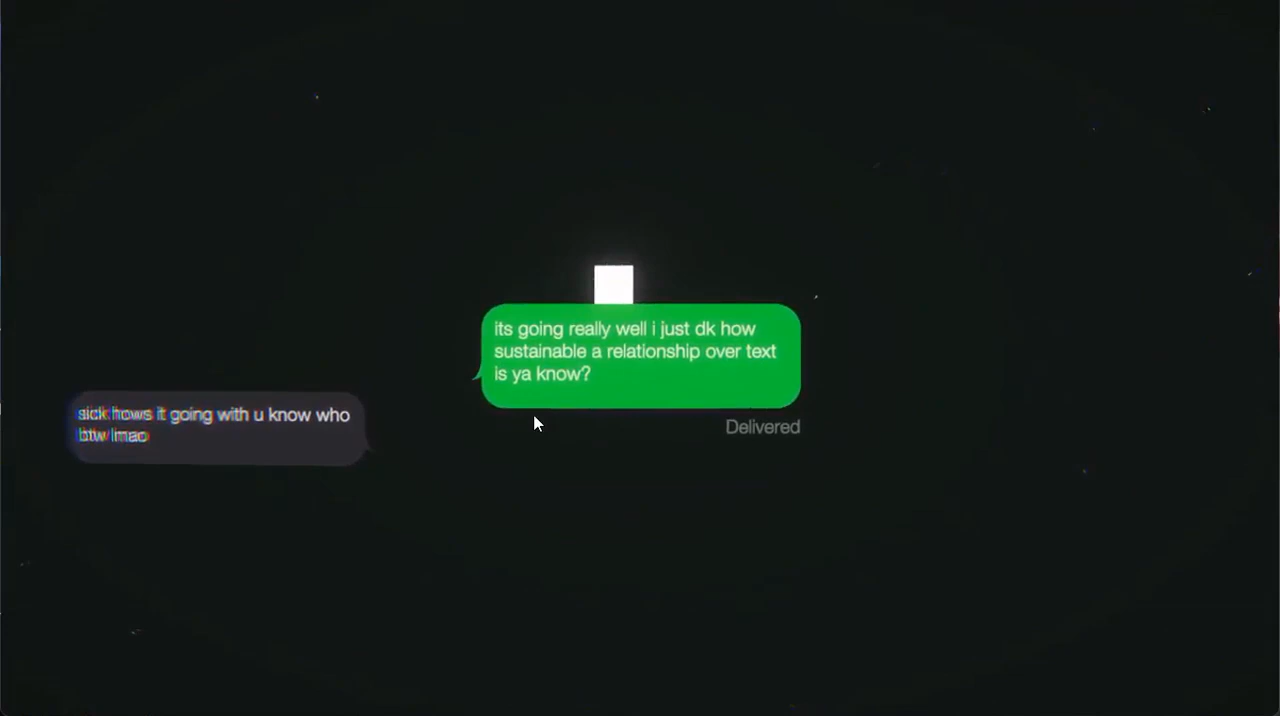 its going really well i just dk how
sustainable a relationship over text
is ya know?
Delivered
sick hows it going with u know who
btw lmao